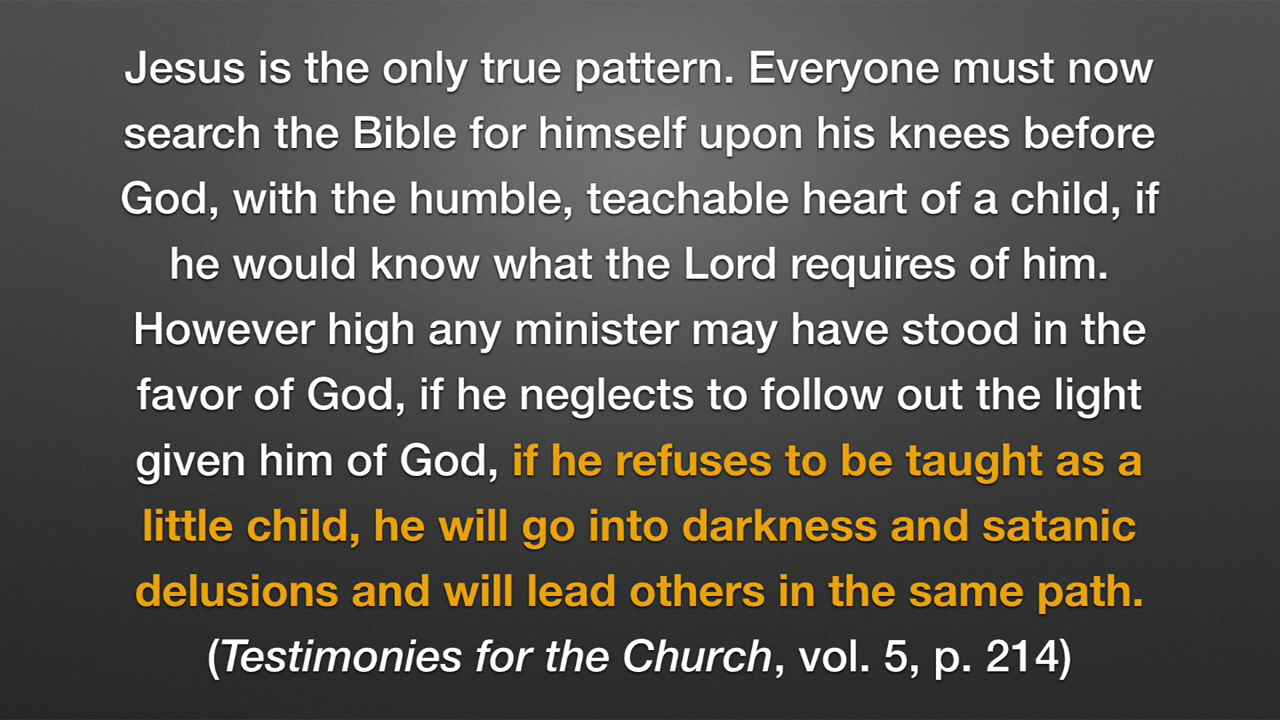 Jesus is the only true pattern. Everyone must now
search the Bible for himself upon his knees before
God, with the humble, teachable heart of a child, if
he would know what the Lord requires of him.
However high any minister may have stood in the
favor of God, if he neglects to follow out the light
given him of God, if he refuses to be taught as a
little child, he will go into darkness and satanic
delusions and will lead others in the same path.
(Testimonies for the Church, vol. 5, p. 214)